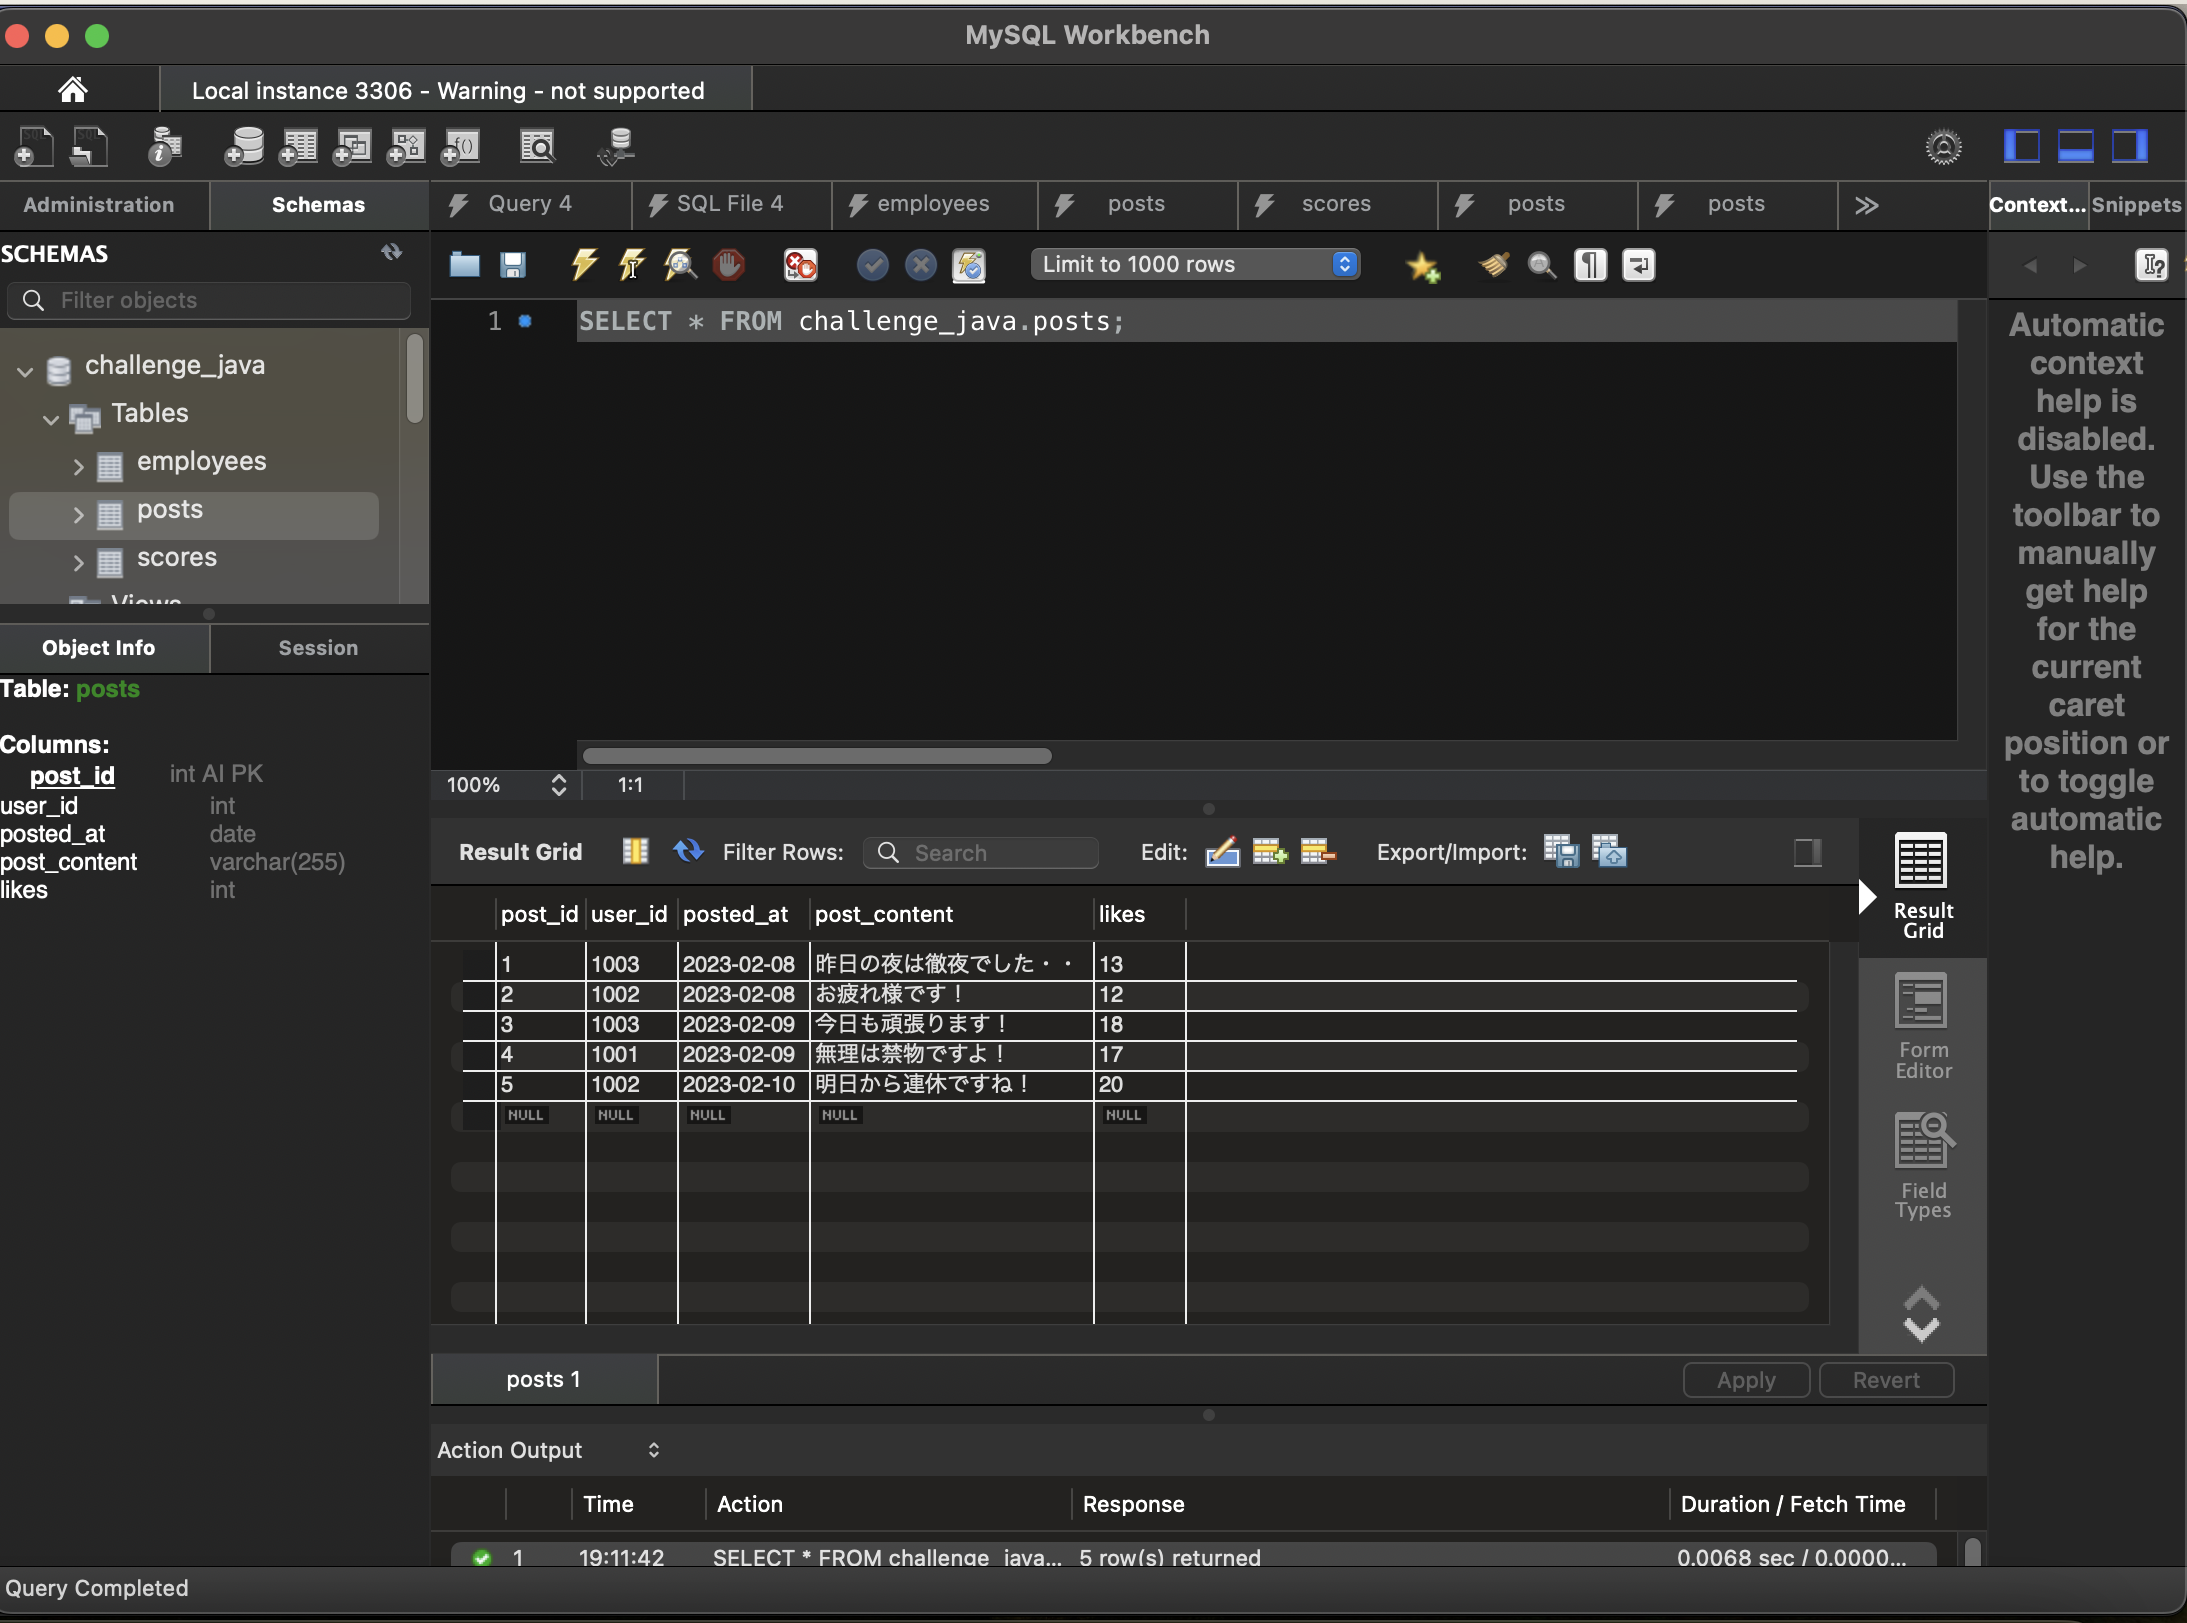 MySQL Workbench
Local instance 3306 - Warning - not supported
Administration
Schemas
Query 4
SQL File 4
employees
posts
scores
posts
posts
Context...
Snippets
SCHEMAS
Filter objects
Limit to 1000 rows
challenge_java
Tables
employees
posts
scores
Views
1
SELECT * FROM challenge_java.posts;
Automatic
context
help is
disabled.
Use the
toolbar to
manually
get help
for the
current
caret
position or
to toggle
automatic
help.
Object Info
Session
Table: posts
Columns:
post_id int AI PK
user_id int
posted_at date
post_content varchar(255)
likes int
100%
1:1
Result Grid
Filter Rows:
Search
Edit:
Export/Import:
post_id user_id posted_at post_content likes
1 1003 2023-02-08 昨日の夜は徹夜でした・・ 13
2 1002 2023-02-08 お疲れ様です！ 12
3 1003 2023-02-09 今日も頑張ります！ 18
4 1001 2023-02-09 無理は禁物ですよ！ 17
5 1002 2023-02-10 明日から連休ですね！ 20
NULL NULL NULL NULL NULL
Result
Grid
Form
Editor
Field
Types
posts 1
Apply
Revert
Action Output
Time Action Response Duration / Fetch Time
1 19:11:42 SELECT * FROM challenge_java... 5 row(s) returned 0.0068 sec / 0.0000...
Query Completed